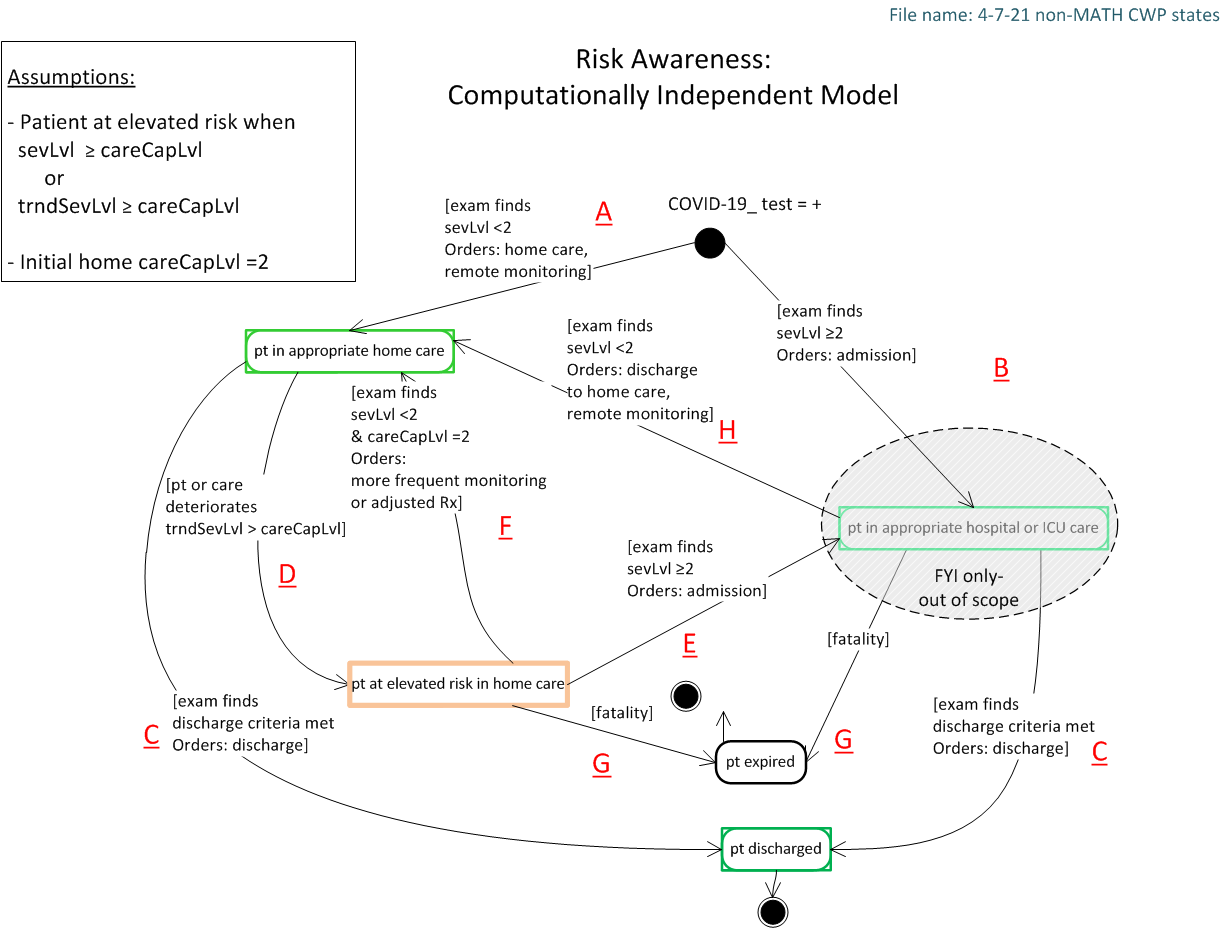 File name: 4-7-21 non-MATH CWP states
Risk Awareness:
Computationally Independent Model
Assumptions:
- Patient at elevated risk when
sevLvl ≥ careCapLvl
or
trndSevLvl ≥ careCapLvl
- Initial home careCapLvl =2
[exam finds
sevLvl <2
Orders: home care,
remote monitoring]
A
COVID-19_ test = +
[exam finds
sevLvl ≥2
Orders: admission]
B
pt in appropriate home care
[exam finds
sevLvl <2
Orders: discharge
to home care,
remote monitoring]
H
[exam finds
sevLvl <2
& careCapLvl =2
Orders:
more frequent monitoring
or adjusted Rx]
F
[pt or care
deteriorates
trndSevLvl > careCapLvl]
D
pt in appropriate hospital or ICU care
FYI only-
out of scope
[exam finds
sevLvl ≥2
Orders: admission]
E
[fatality]
pt at elevated risk in home care
[fatality]
G
G
[exam finds
discharge criteria met
Orders: discharge]
C
[exam finds
discharge criteria met
Orders: discharge]
C
pt expired
pt discharged